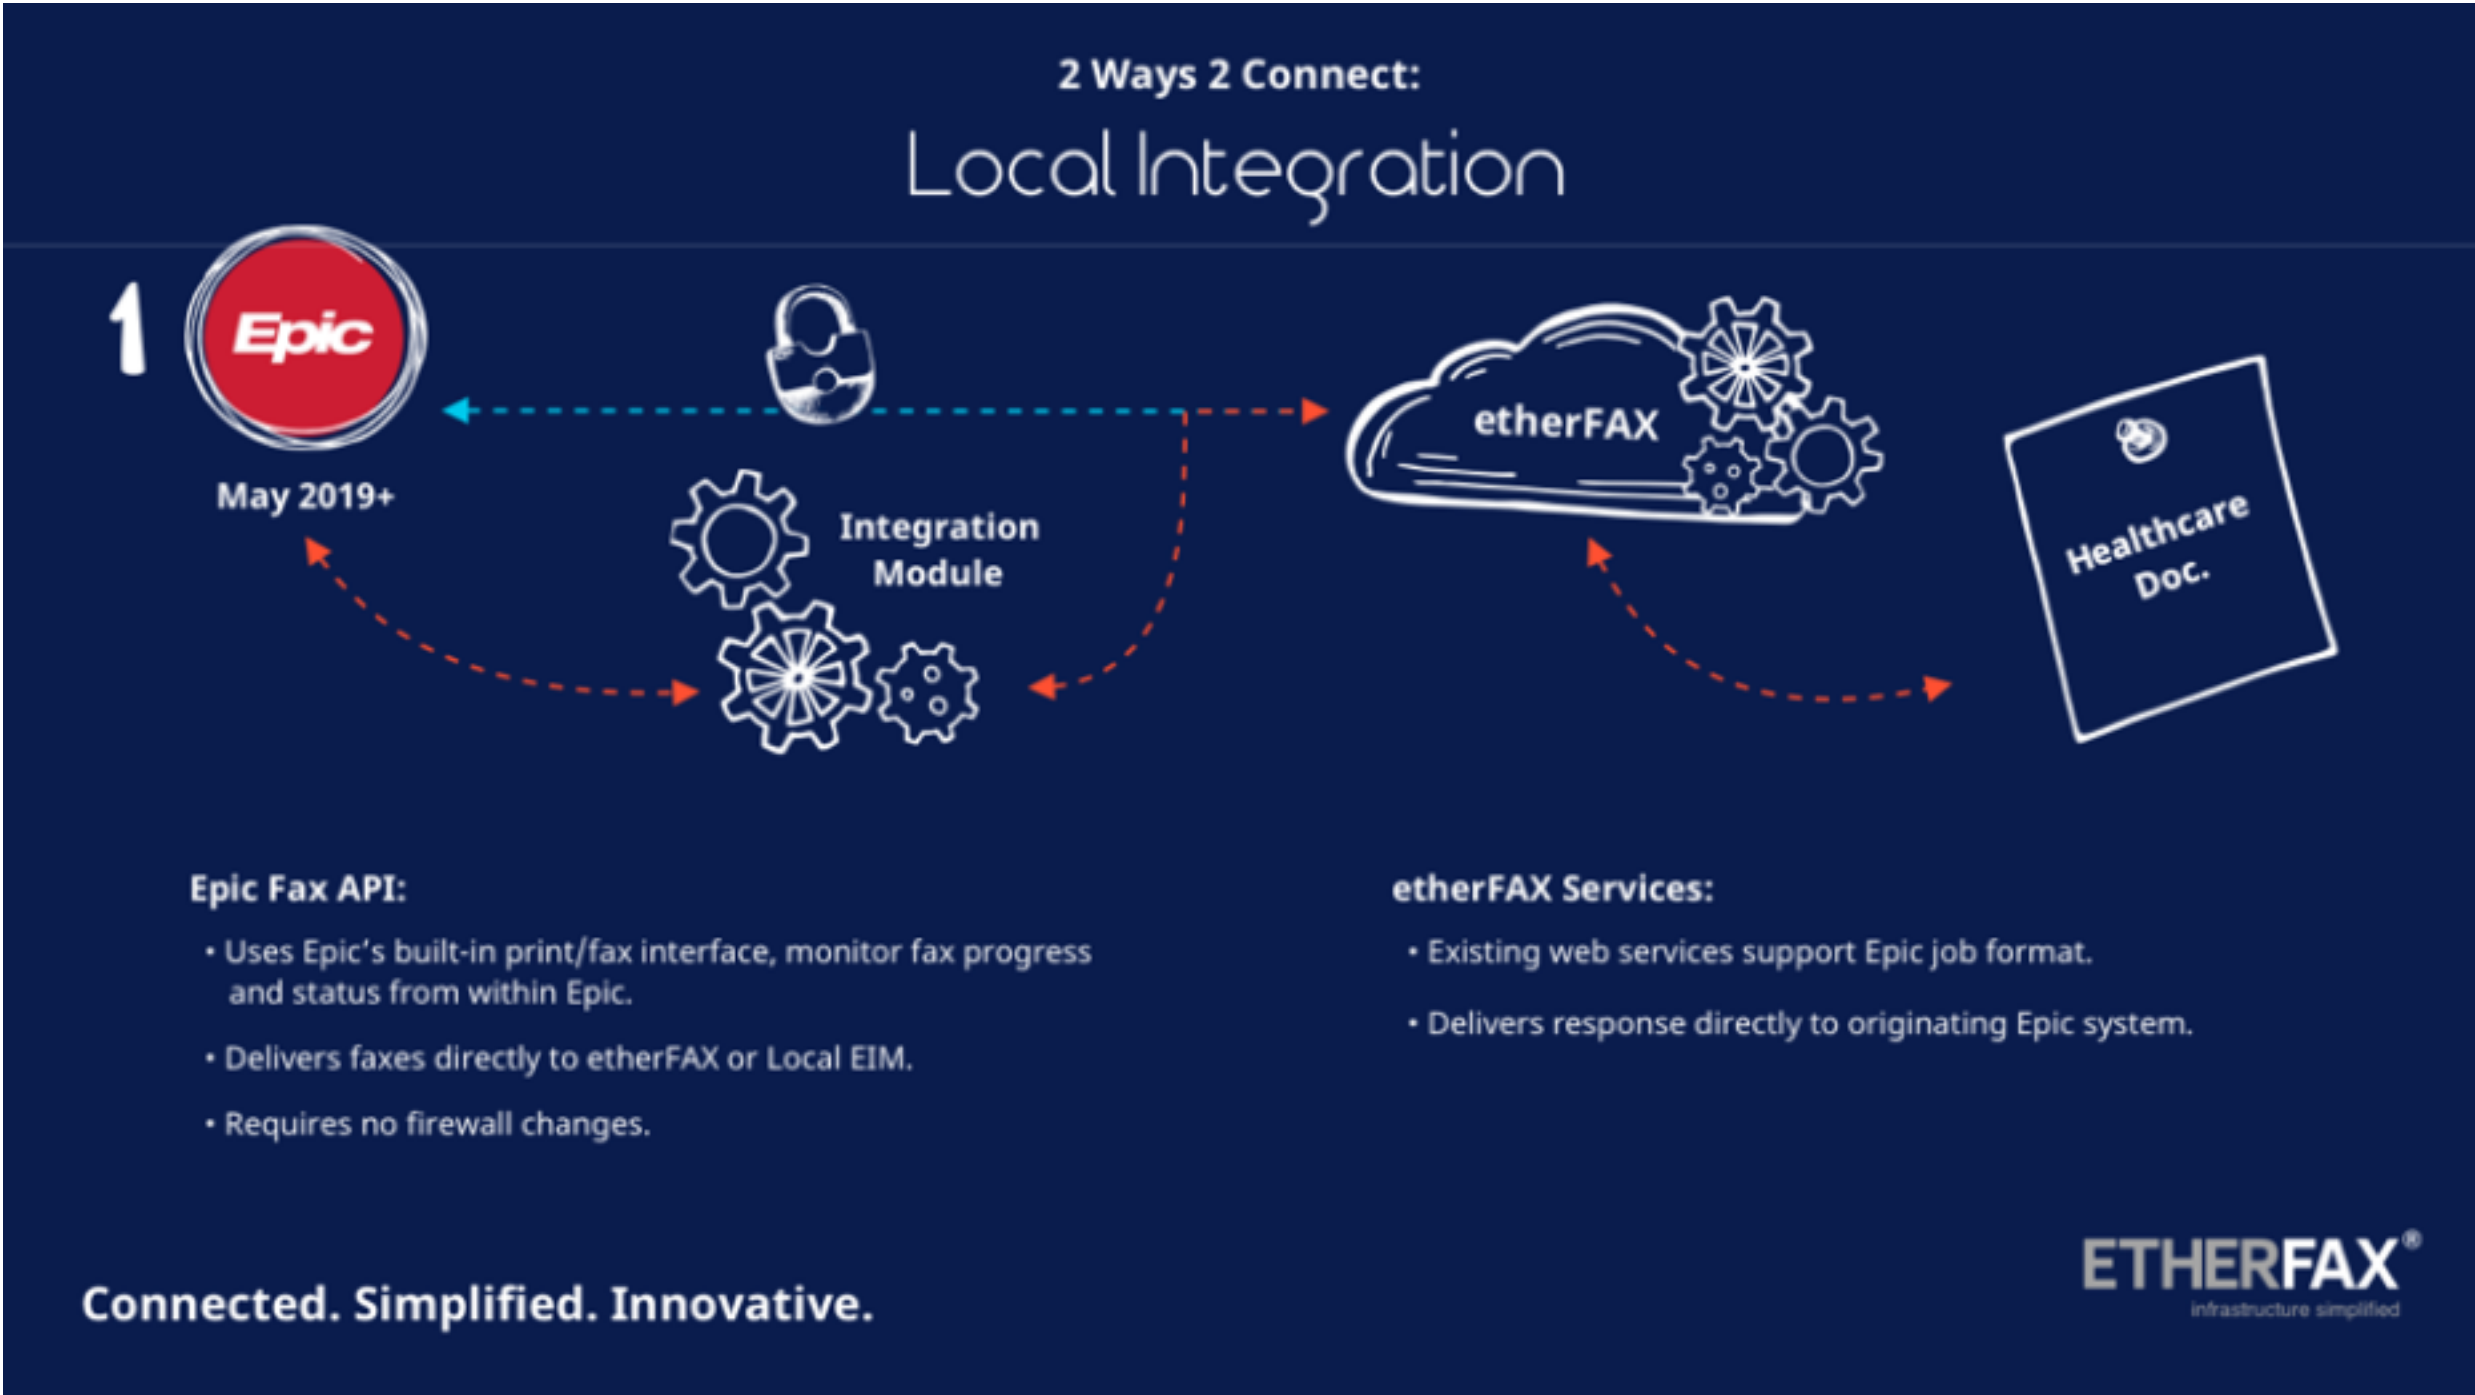 2 Ways 2 Connect:
Local Integration
1
Epic
May 2019+
Integration
Module
etherFAX
Healthcare
Doc.
Epic Fax API:
• Uses Epic's built-in print/fax interface, monitor fax progress
and status from within Epic.
• Delivers faxes directly to etherFAX or Local EIM.
• Requires no firewall changes.
etherFAX Services:
• Existing web services support Epic job format.
• Delivers response directly to originating Epic system.
Connected. Simplified. Innovative.
ETHERFAX®
infrastructure simplified